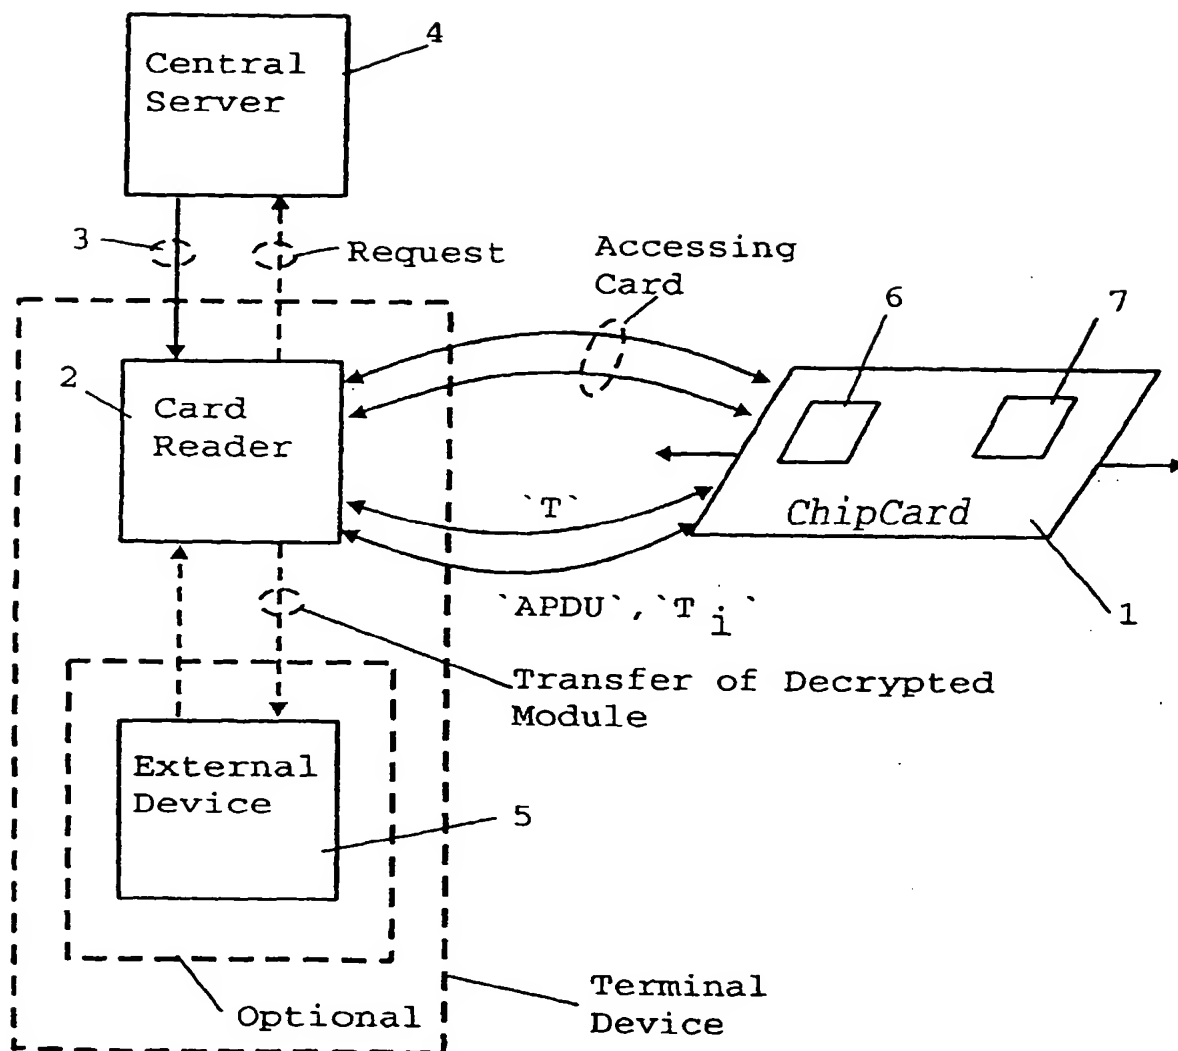 4
Central
Server
3
Request
Accessing
Card
6
7
2
Card
Reader
`T`
ChipCard
`APDU`,`T i`
1
Transfer of Decrypted
Module
External
Device
5
Terminal
Device
Optional